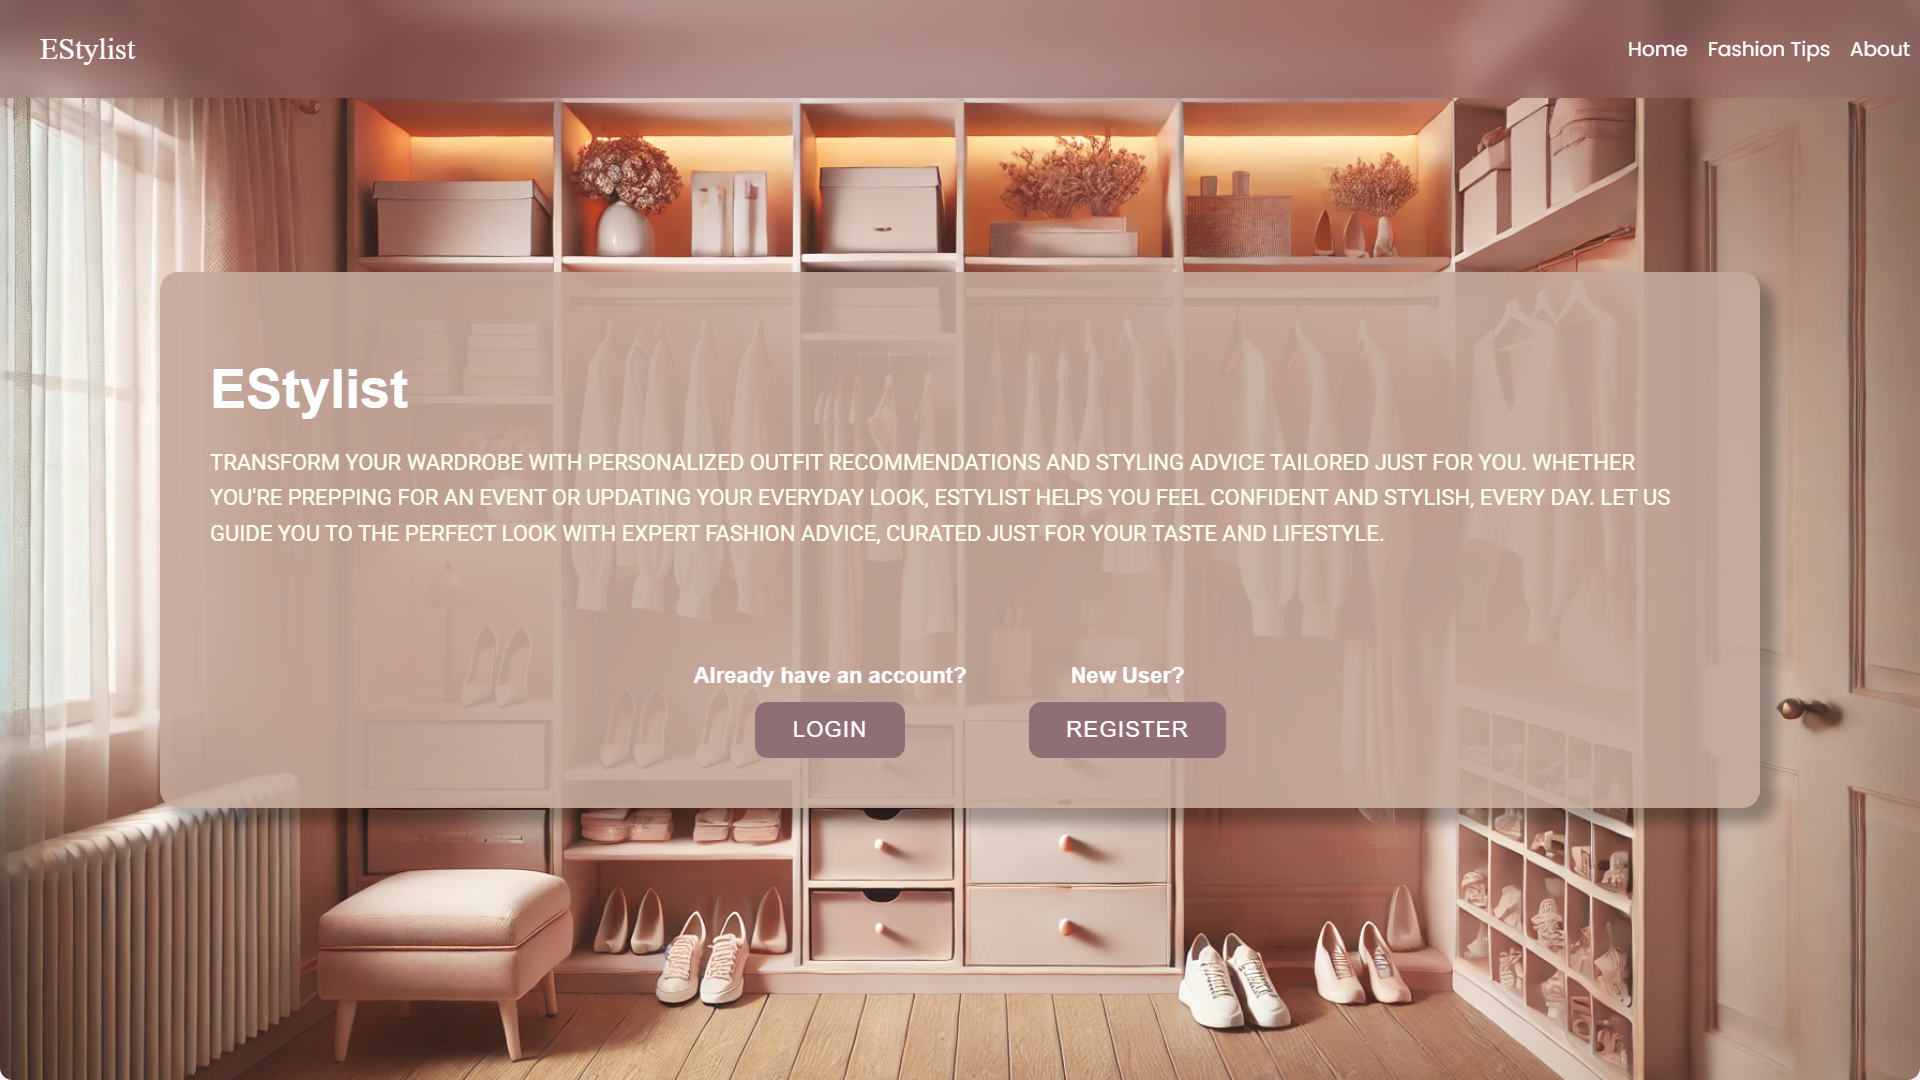 EStylist
Home Fashion Tips About
EStylist
TRANSFORM YOUR WARDROBE WITH PERSONALIZED OUTFIT RECOMMENDATIONS AND STYLING ADVICE TAILORED JUST FOR YOU. WHETHER
YOU'RE PREPPING FOR AN EVENT OR UPDATING YOUR EVERYDAY LOOK, ESTYLIST HELPS YOU FEEL CONFIDENT AND STYLISH, EVERY DAY. LET US
GUIDE YOU TO THE PERFECT LOOK WITH EXPERT FASHION ADVICE, CURATED JUST FOR YOUR TASTE AND LIFESTYLE.
Already have an account?
LOGIN
New User?
REGISTER